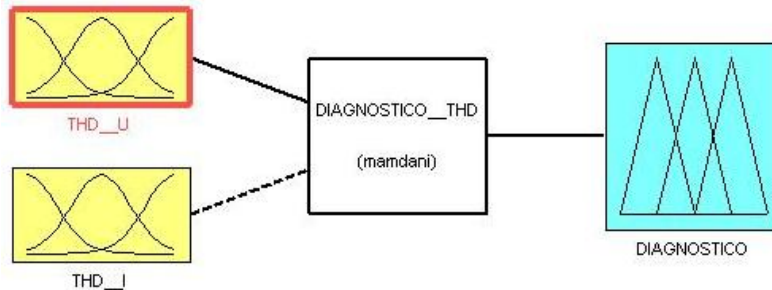 THD__U
DIAGNOSTICO__THD
(mamdani)
THD__I
DIAGNOSTICO